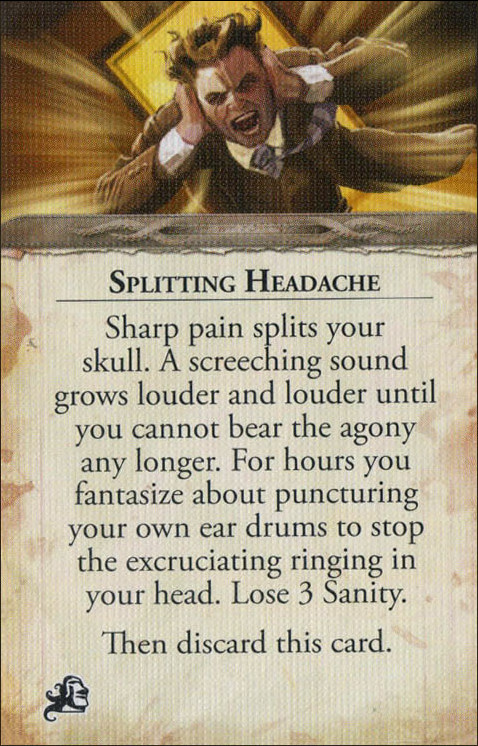 Splitting Headache
Sharp pain splits your
skull. A screeching sound
grows louder and louder until
you cannot bear the agony
any longer. For hours you
fantasize about puncturing
your own ear drums to stop
the excruciating ringing in
your head. Lose 3 Sanity.
Then discard this card.